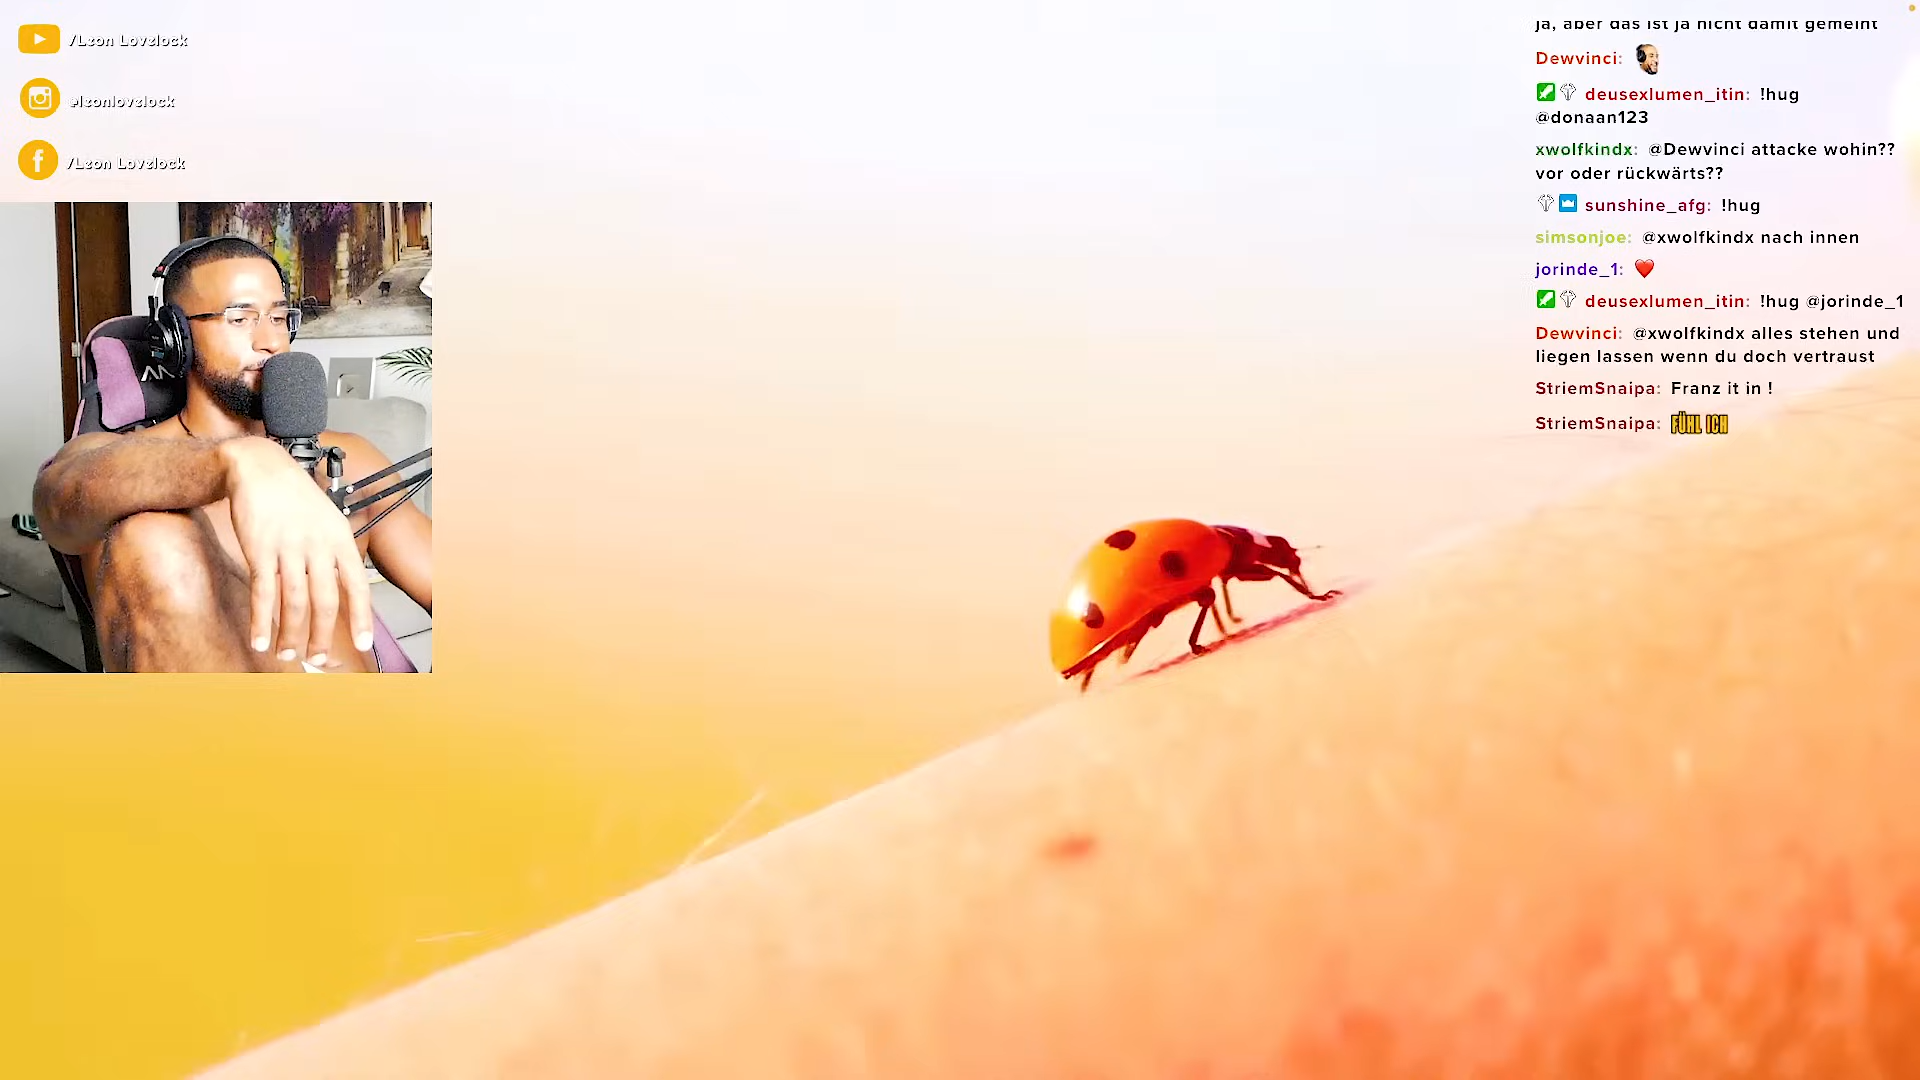 /Leon Lovelock
@leonlovelock
/Leon Lovelock
ja, aber das ist ja nicht damit gemeint
Dewvinci:
deusexlumen_itin: !hug
@donaan123
xwolfkindx: @Dewvinci attacke wohin??
vor oder rückwärts??
sunshine_afg: !hug
simsonjoe: @xwolfkindx nach innen
jorinde_1: ❤️
deusexlumen_itin: !hug @jorinde_1
Dewvinci: @xwolfkindx alles stehen und
liegen lassen wenn du doch vertraust
StriemSnaipa: Franz it in !
StriemSnaipa: FÜHL ICH